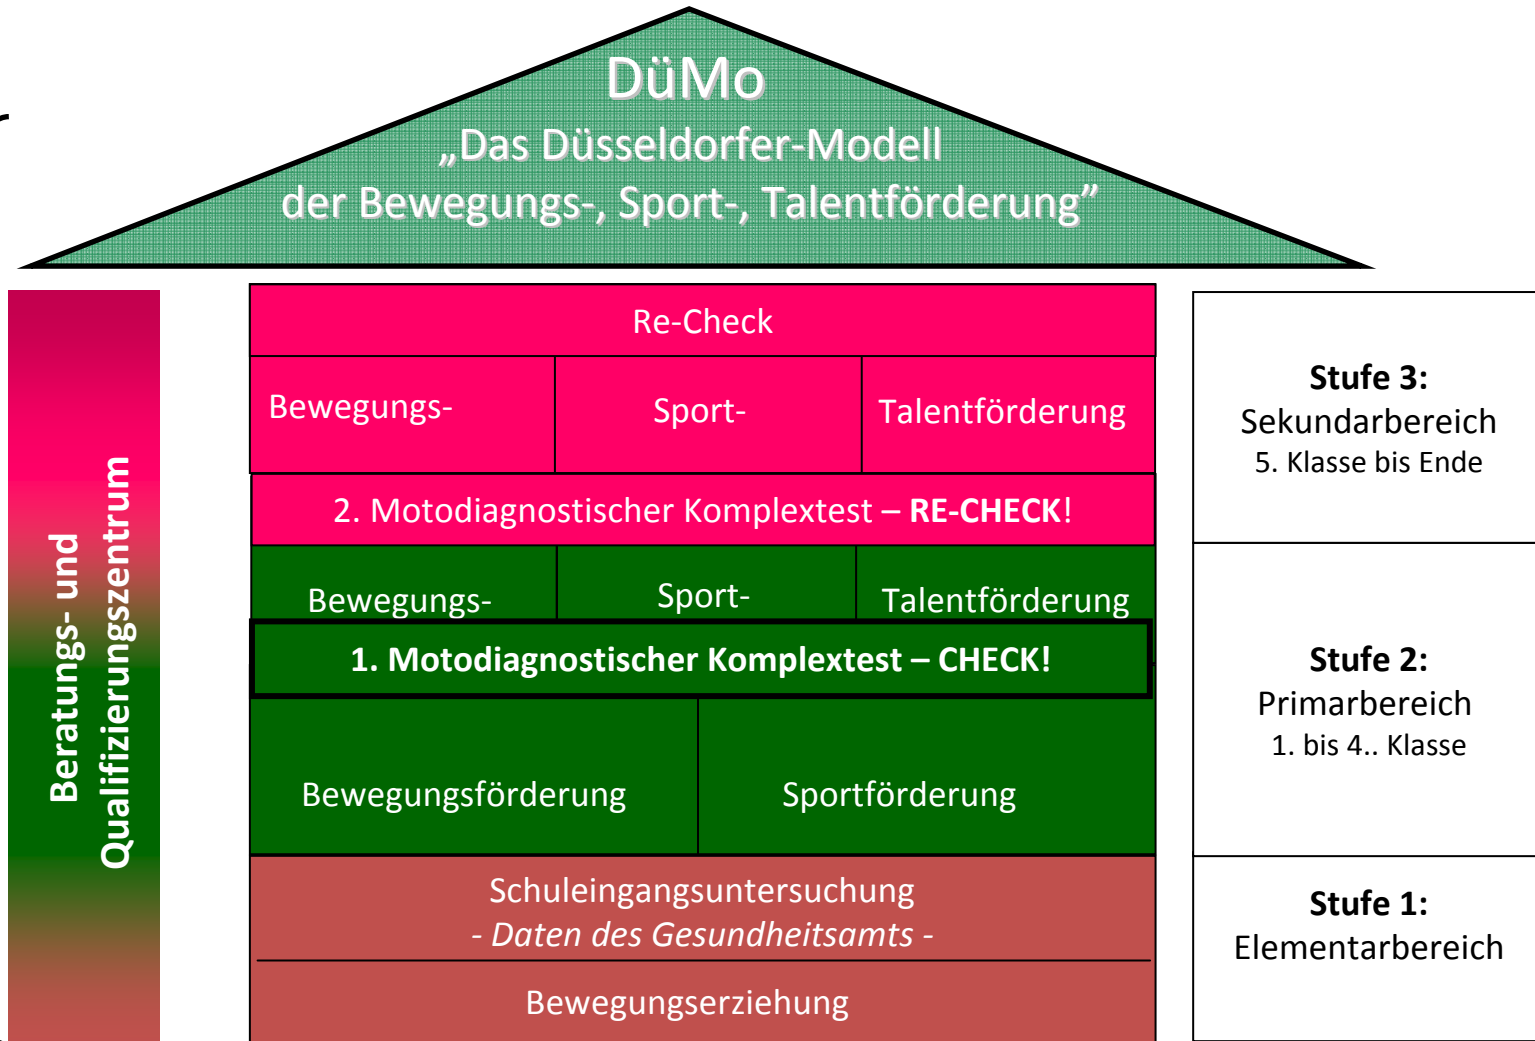 DüMo
„Das Düsseldorfer-Modell
der Bewegungs-, Sport-, Talentförderung”
Beratungs- und
Qualifizierungszentrum
Re-Check
Bewegungs-
Sport-
Talentförderung
2. Motodiagnostischer Komplextest – RE-CHECK!
Bewegungs-
Sport-
Talentförderung
1. Motodiagnostischer Komplextest – CHECK!
Bewegungsförderung
Sportförderung
Schuleingangsuntersuchung
- Daten des Gesundheitsamts -
Bewegungserziehung
Stufe 3:
Sekundarbereich
5. Klasse bis Ende
Stufe 2:
Primarbereich
1. bis 4.. Klasse
Stufe 1:
Elementarbereich